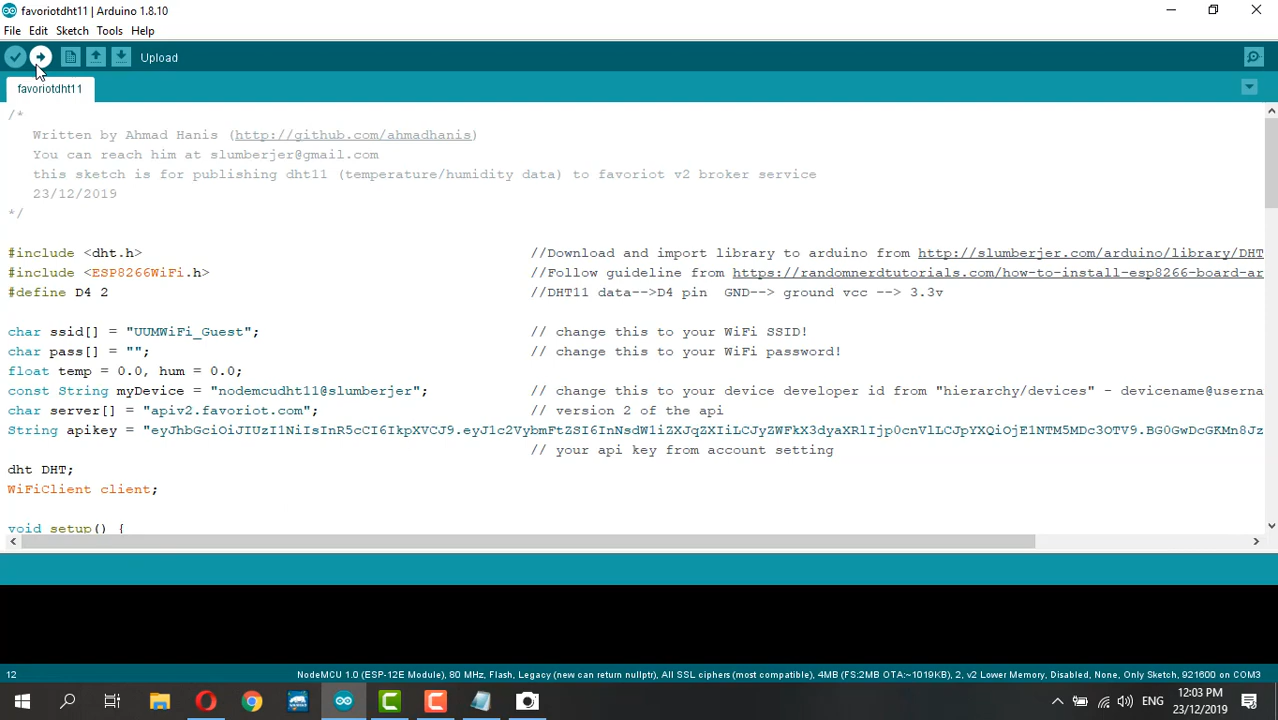 favoriotdht11 | Arduino 1.8.10
File Edit Sketch Tools Help
Upload
favoriotdht11
/*
Written by Ahmad Hanis (http://github.com/ahmadhanis)
You can reach him at slumberjer@gmail.com
this sketch is for publishing dht11 (temperature/humidity data) to favoriot v2 broker service
23/12/2019
*/
#include <dht.h> //Download and import library to arduino from http://slumberjer.com/arduino/library/DHT
#include <ESP8266WiFi.h> //Follow guideline from https://randomnerdtutorials.com/how-to-install-esp8266-board-ar
#define D4 2 //DHT11 data-->D4 pin GND--> ground vcc --> 3.3v
char ssid[] = "UUMWiFi_Guest"; // change this to your WiFi SSID!
char pass[] = ""; // change this to your WiFi password!
float temp = 0.0, hum = 0.0;
const String myDevice = "nodemcudht11@slumberjer"; // change this to your device developer id from "hierarchy/devices" - devicename@userna
char server[] = "apiv2.favoriot.com"; // version 2 of the api
String apikey = "eyJhbGciOiJIUzI1NiIsInR5cCI6IkpXVCJ9.eyJ1c2VybmFtZSI6InNsdW1iZXJqZXIiLCJyZWFkX3dyaXRlIjp0cnVlLCJpYXQiOjE1NTM5MDc3OTV9.BG0GwDcGKMn8Jz
// your api key from account setting
dht DHT;
WiFiClient client;
void setup() {
12 NodeMCU 1.0 (ESP-12E Module), 80 MHz, Flash, Legacy (new can return nullptr), All SSL ciphers (most compatible), 4MB (FS:2MB OTA:~1019KB), 2, v2 Lower Memory, Disabled, None, Only Sketch, 921600 on COM3
ENG
12:03 PM
23/12/2019